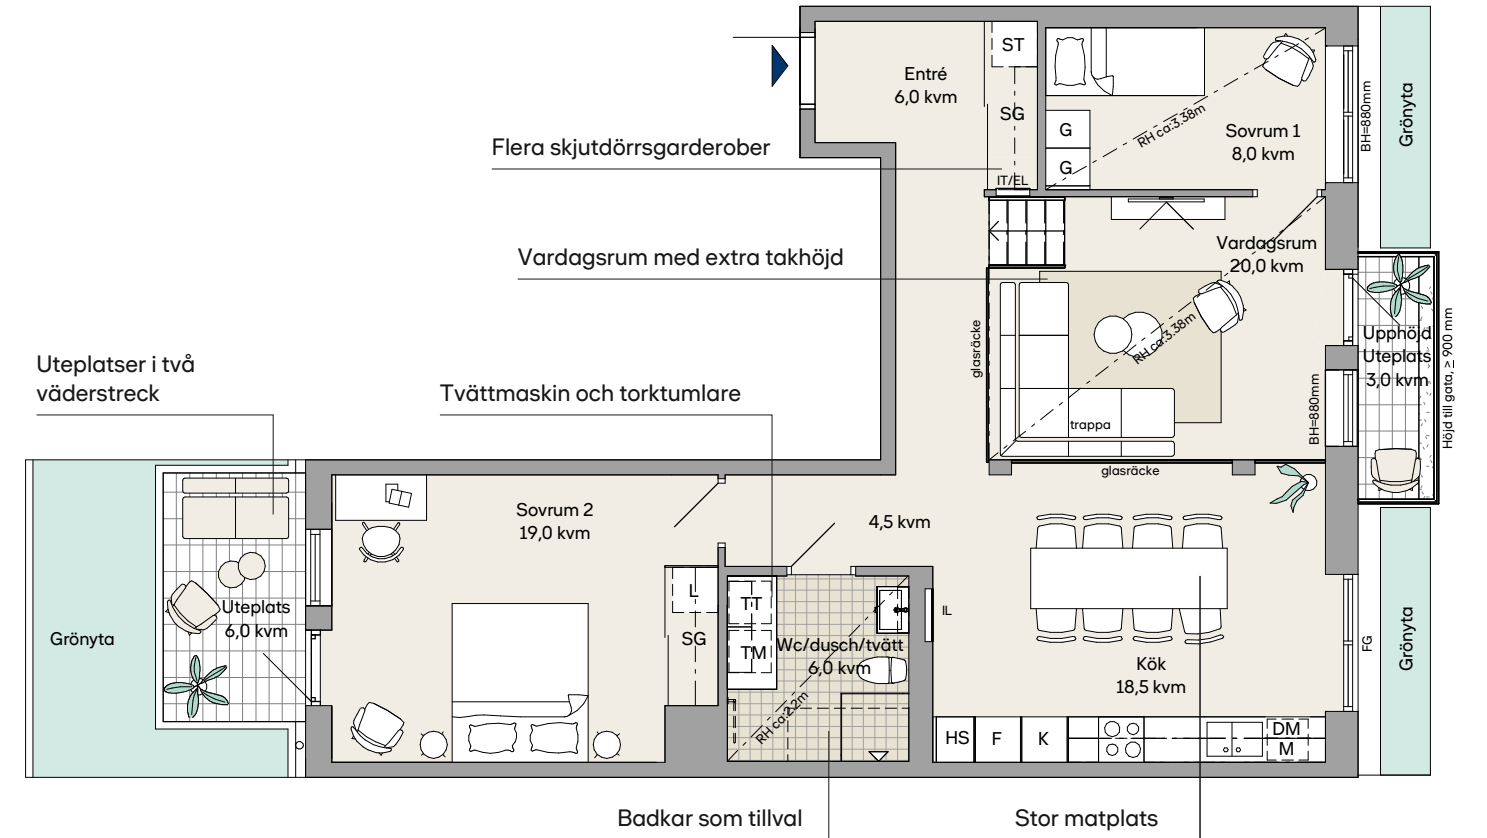 ST
Entré
6,0 kvm
SG
IT/EL
Flera skjutdörrsgarderober
G
G
RH ca:3.38m
Sovrum 1
8,0 kvm
BH=880mm
Grönyta
Vardagsrum med extra takhöjd
Vardagsrum
20,0 kvm
RH ca:3.38m
glasräcke
trappa
glasräcke
BH=880mm
Upphöjd
Uteplats
3,0 kvm
Höjd till gata, ≥ 900 mm
Uteplatser i två
väderstreck
Tvättmaskin och torktumlare
Grönyta
Uteplats
6,0 kvm
Sovrum 2
19,0 kvm
L
SG
4,5 kvm
TT
TM
Wc/dusch/tvätt
6,0 kvm
RH ca:2.2m
IL
Kök
18,5 kvm
FG
Grönyta
HS
F
K
DM
M
Badkar som tillval
Stor matplats